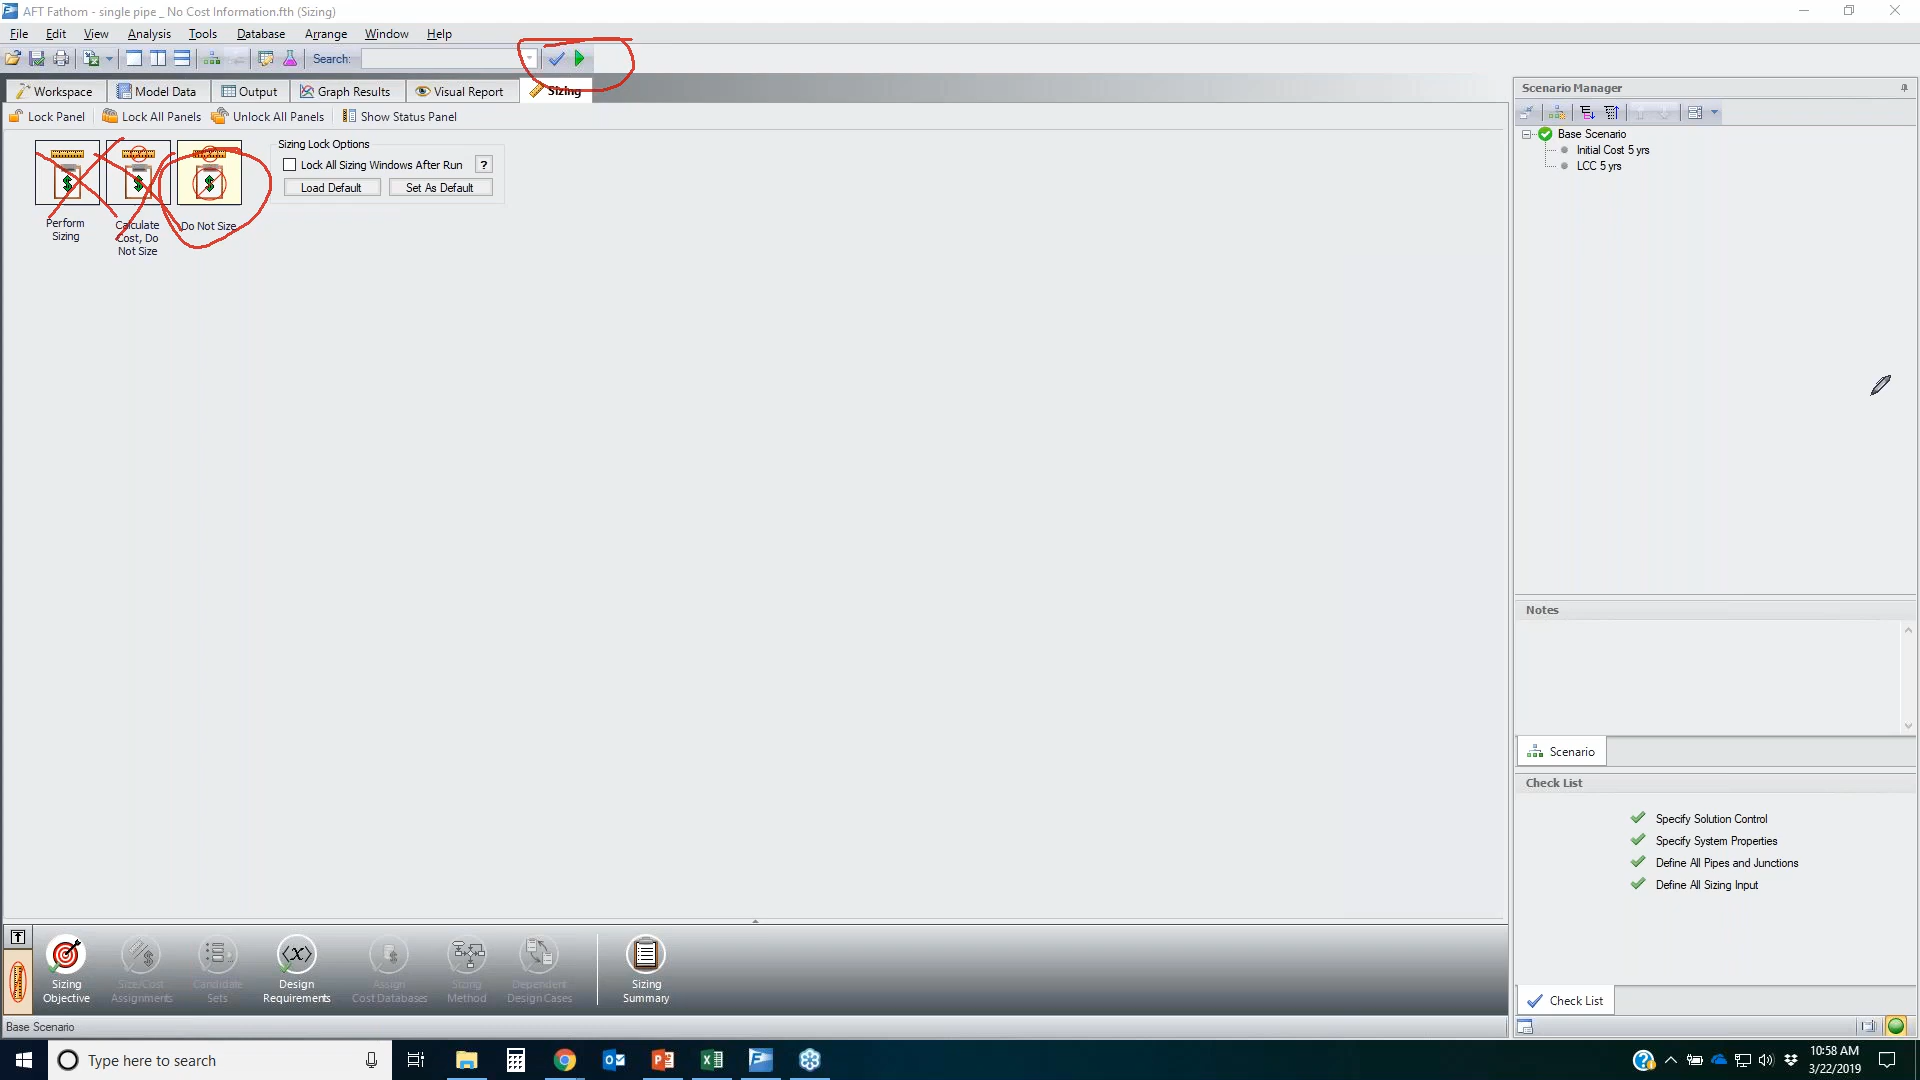 AFT Fathom - single pipe _ No Cost Information.fth (Sizing)
File Edit View Analysis Tools Database Arrange Window Help
Search:
Workspace Model Data Output Graph Results Visual Report Sizing
Lock Panel Lock All Panels Unlock All Panels Show Status Panel
Perform
Sizing
Calculate
Cost, Do
Not Size
Do Not Size
Sizing Lock Options
Lock All Sizing Windows After Run ?
Load Default Set As Default
Scenario Manager
Base Scenario
Initial Cost 5 yrs
LCC 5 yrs
Notes
Scenario
Check List
Specify Solution Control
Specify System Properties
Define All Pipes and Junctions
Define All Sizing Input
Check List
Sizing
Objective
Size/Cost
Assignments
Candidate
Sets
Design
Requirements
Assign
Cost Databases
Sizing
Method
Dependent
Design Cases
Sizing
Summary
Base Scenario
Type here to search
10:58 AM
3/22/2019